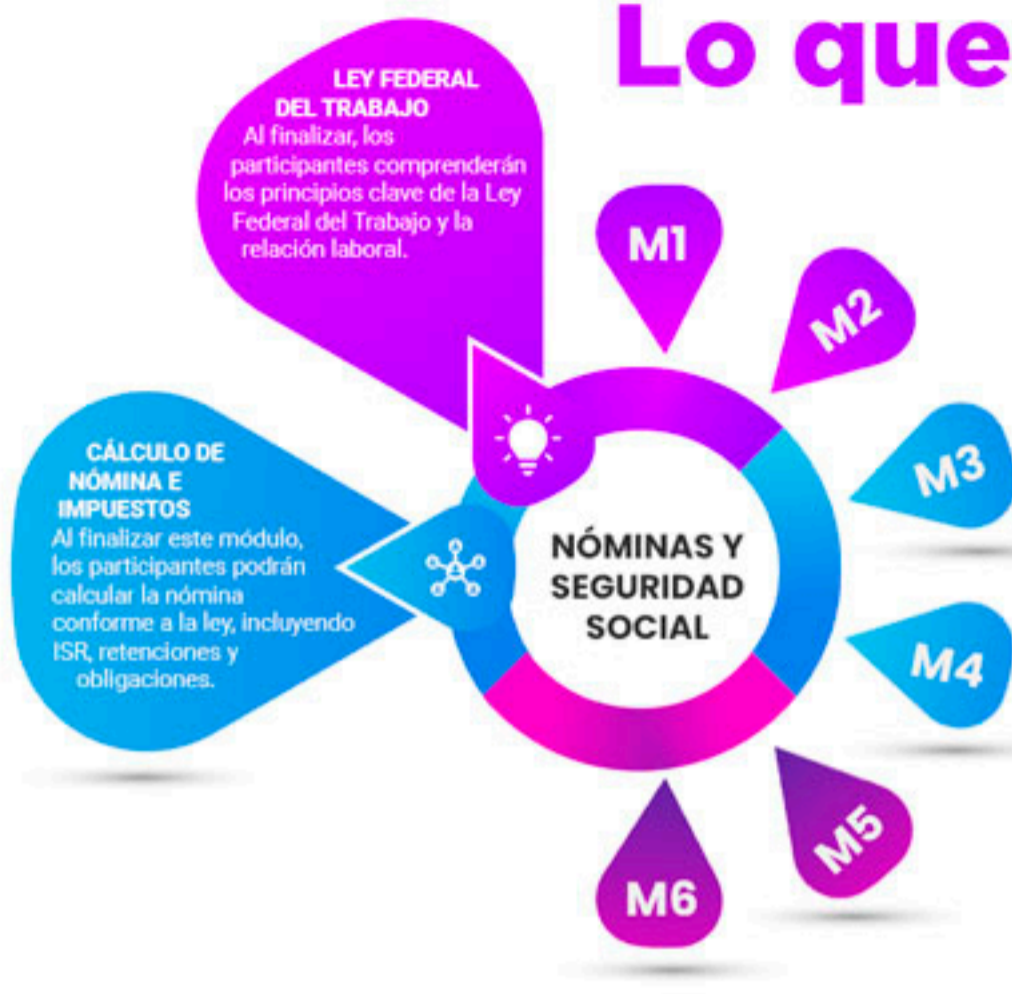 Lo que
LEY FEDERAL
DEL TRABAJO
Al finalizar, los
participantes comprenderán
los principios clave de la Ley
Federal del Trabajo y la
relación laboral.
M1
M2
M3
M4
M5
M6
CÁLCULO DE
NÓMINA E
IMPUESTOS
Al finalizar este módulo,
los participantes podrán
calcular la nómina
conforme a la ley, incluyendo
ISR, retenciones y
obligaciones.
NÓMINAS Y
SEGURIDAD
SOCIAL